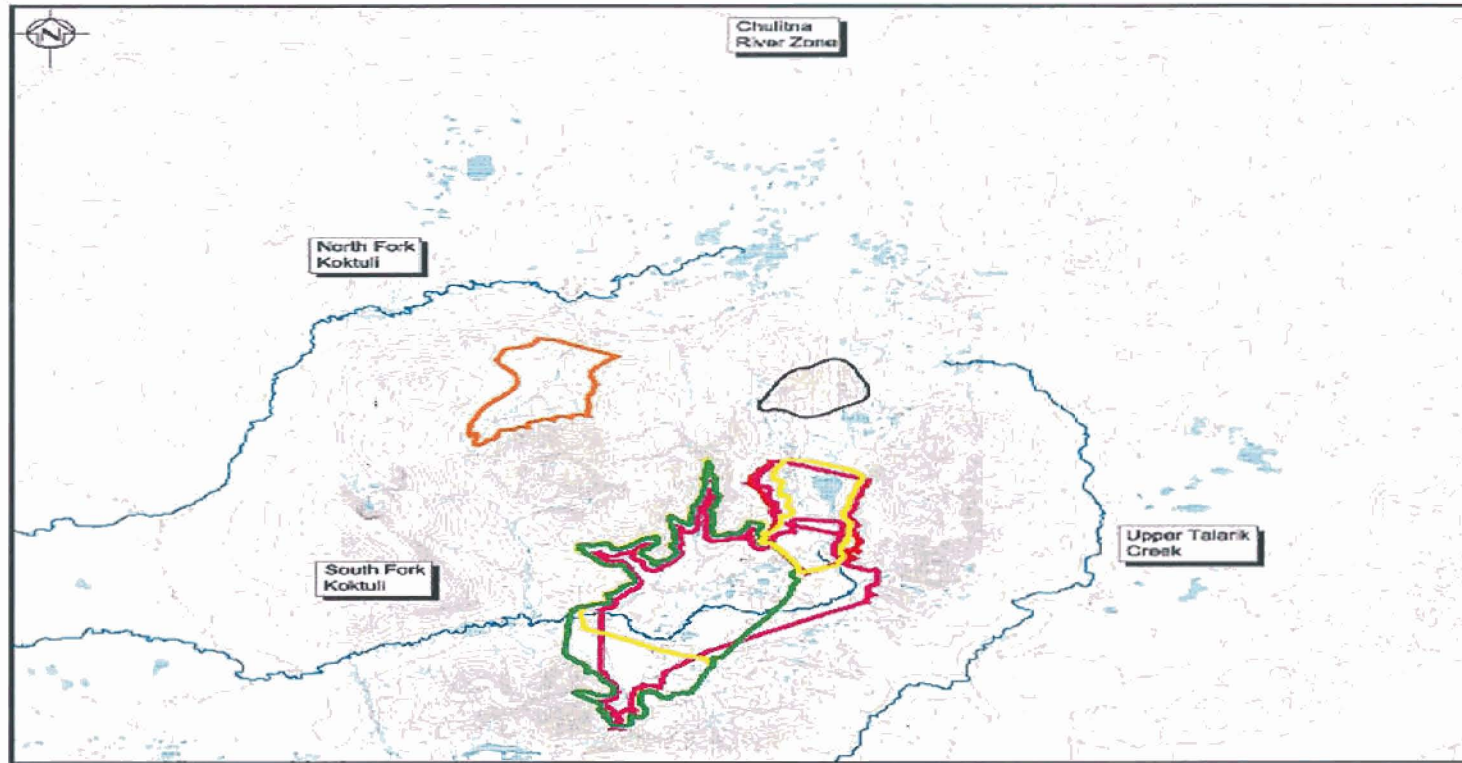 N
Chulitna
River Zone
North Fork
Koktuli
South Fork
Koktuli
Upper Talarik
Creek